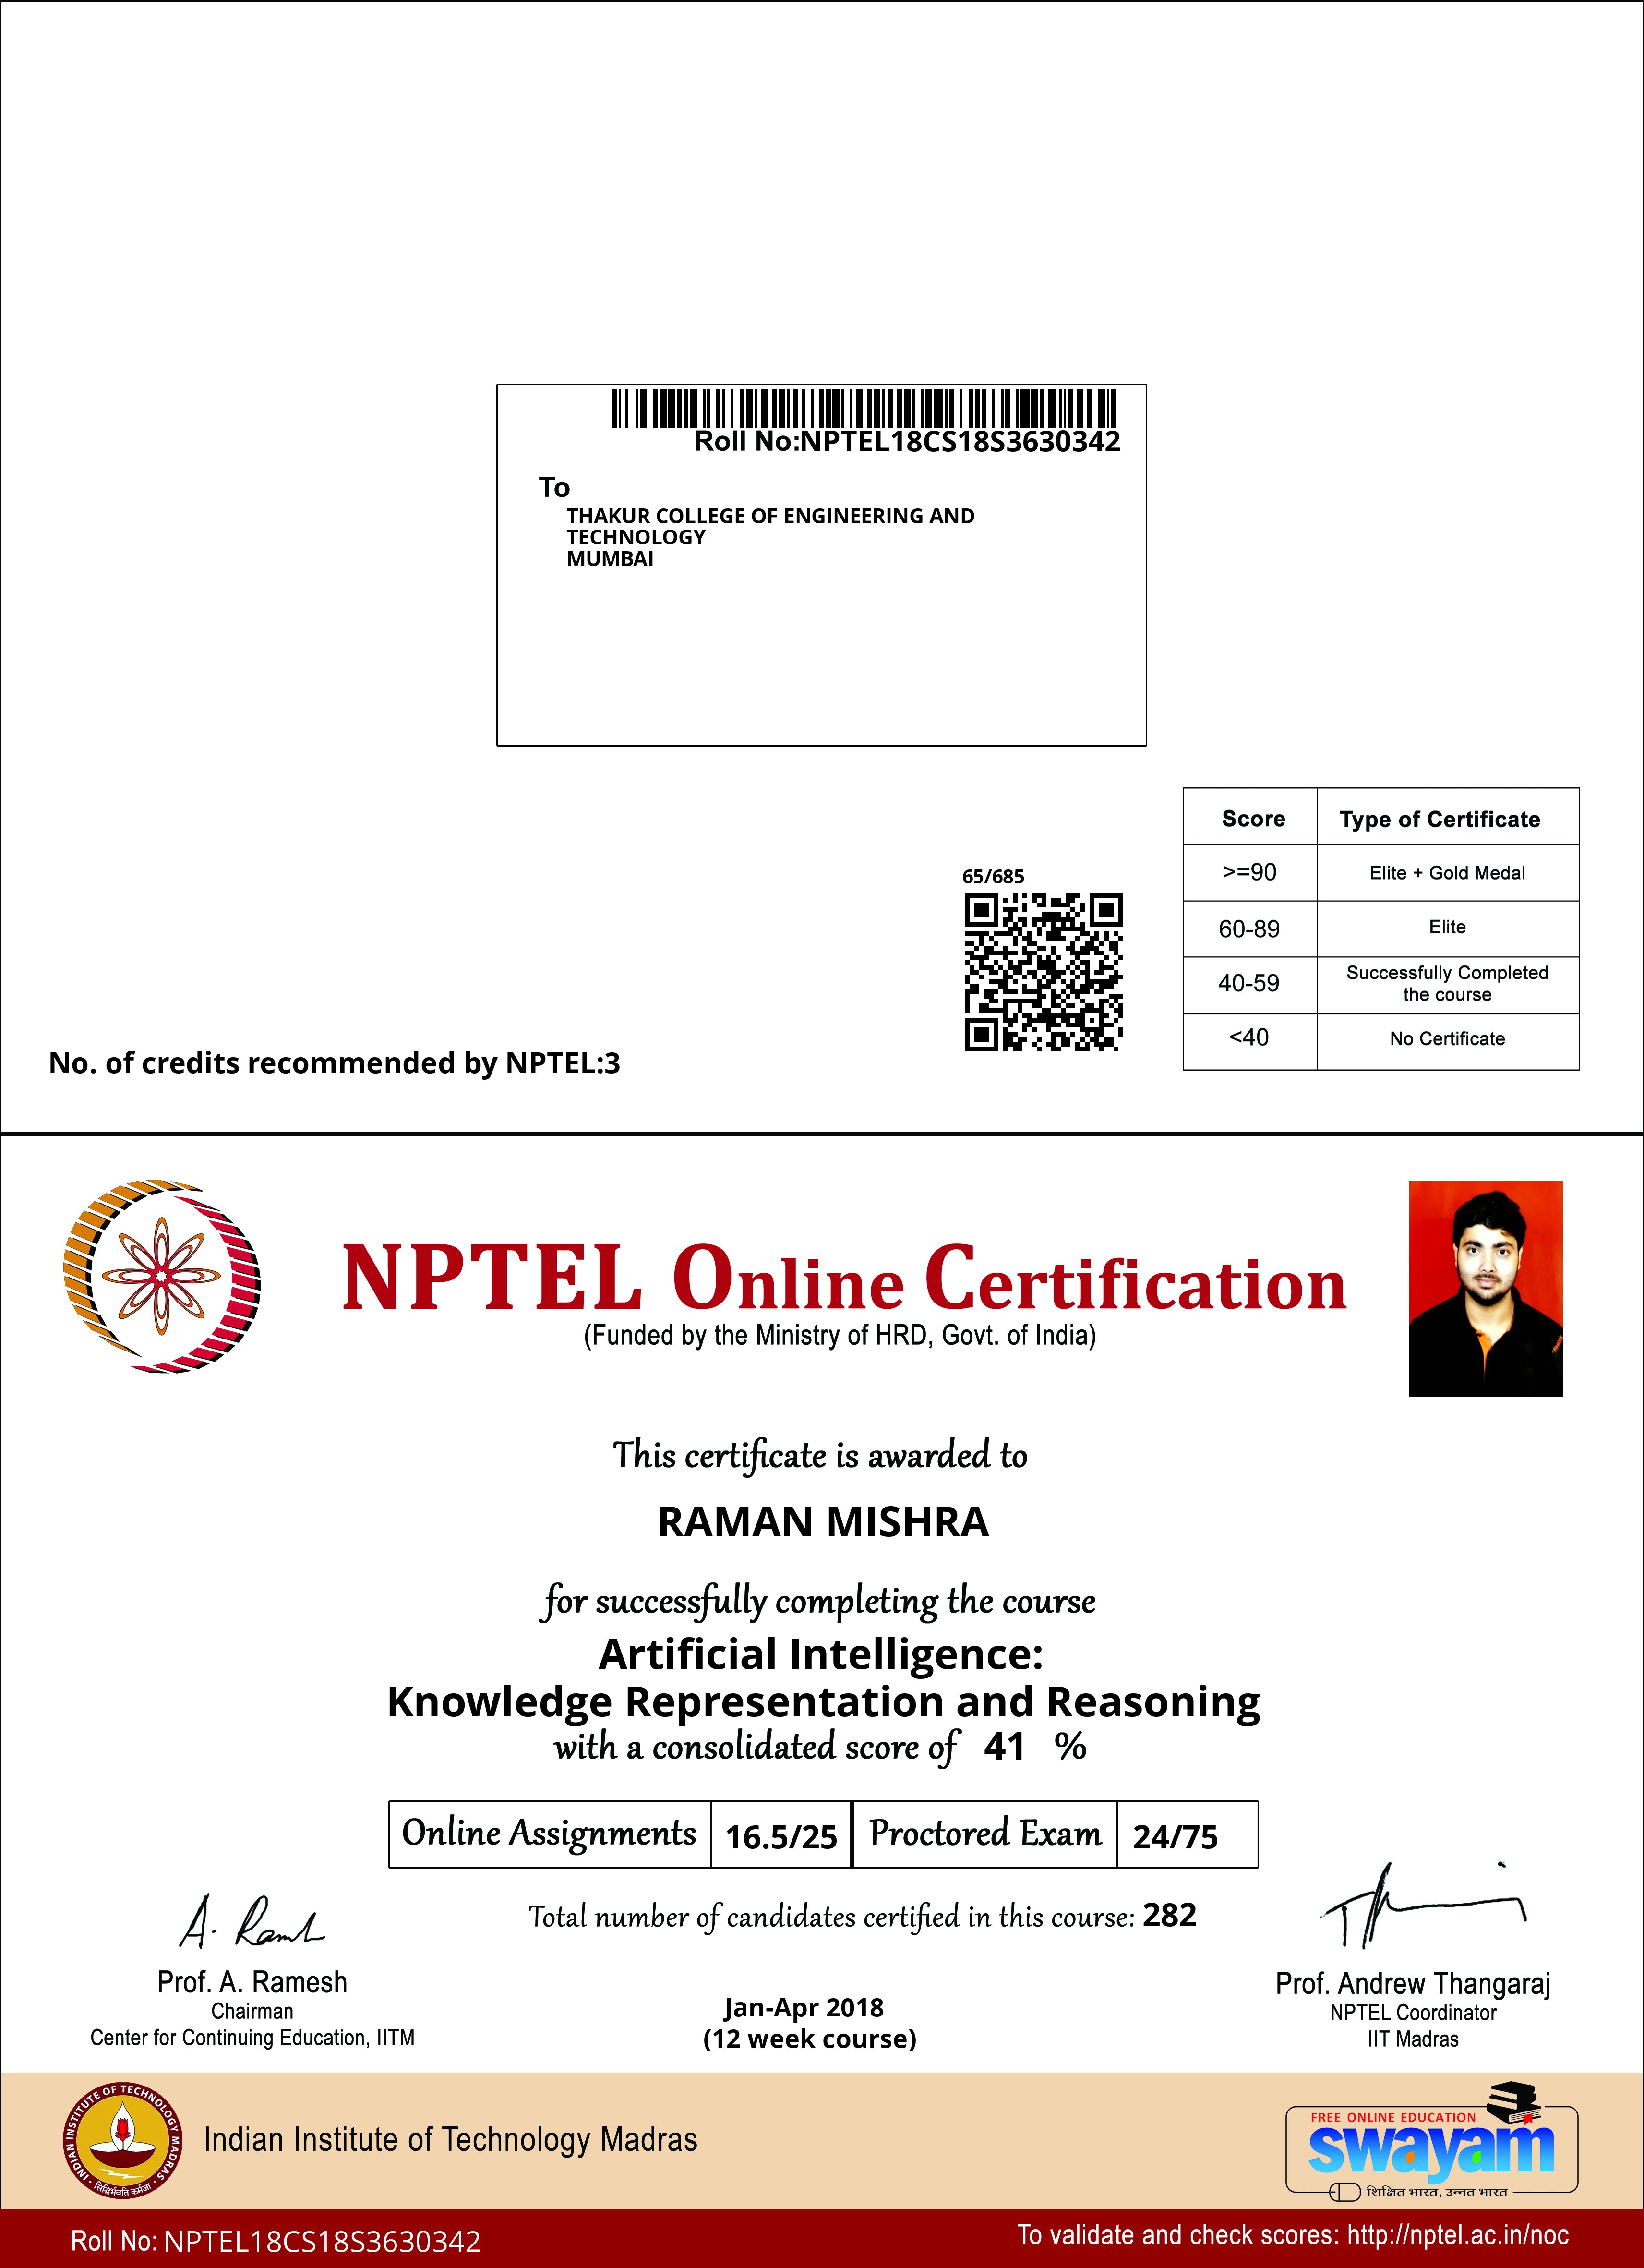 Roll No:NPTEL18CS18S3630342
To
THAKUR COLLEGE OF ENGINEERING AND
TECHNOLOGY
MUMBAI
Score Type of Certificate
>=90 Elite + Gold Medal
60-89 Elite
40-59 Successfully Completed
the course
<40 No Certificate
65/685
No. of credits recommended by NPTEL:3
NPTEL Online Certification
(Funded by the Ministry of HRD, Govt. of India)
This certificate is awarded to
RAMAN MISHRA
for successfully completing the course
Artificial Intelligence:
Knowledge Representation and Reasoning
with a consolidated score of 41 %
Online Assignments 16.5/25 Proctored Exam 24/75
Total number of candidates certified in this course: 282
A. Ramesh
Prof. A. Ramesh
Chairman
Center for Continuing Education, IITM
Jan-Apr 2018
(12 week course)
Prof. Andrew Thangaraj
NPTEL Coordinator
IIT Madras
INDIAN INSTITUTE OF TECHNOLOGY MADRAS
सिद्धिर्भवति कर्मजा
Indian Institute of Technology Madras
FREE ONLINE EDUCATION
swayam
शिक्षित भारत, उन्नत भारत
Roll No: NPTEL18CS18S3630342
To validate and check scores: http://nptel.ac.in/noc